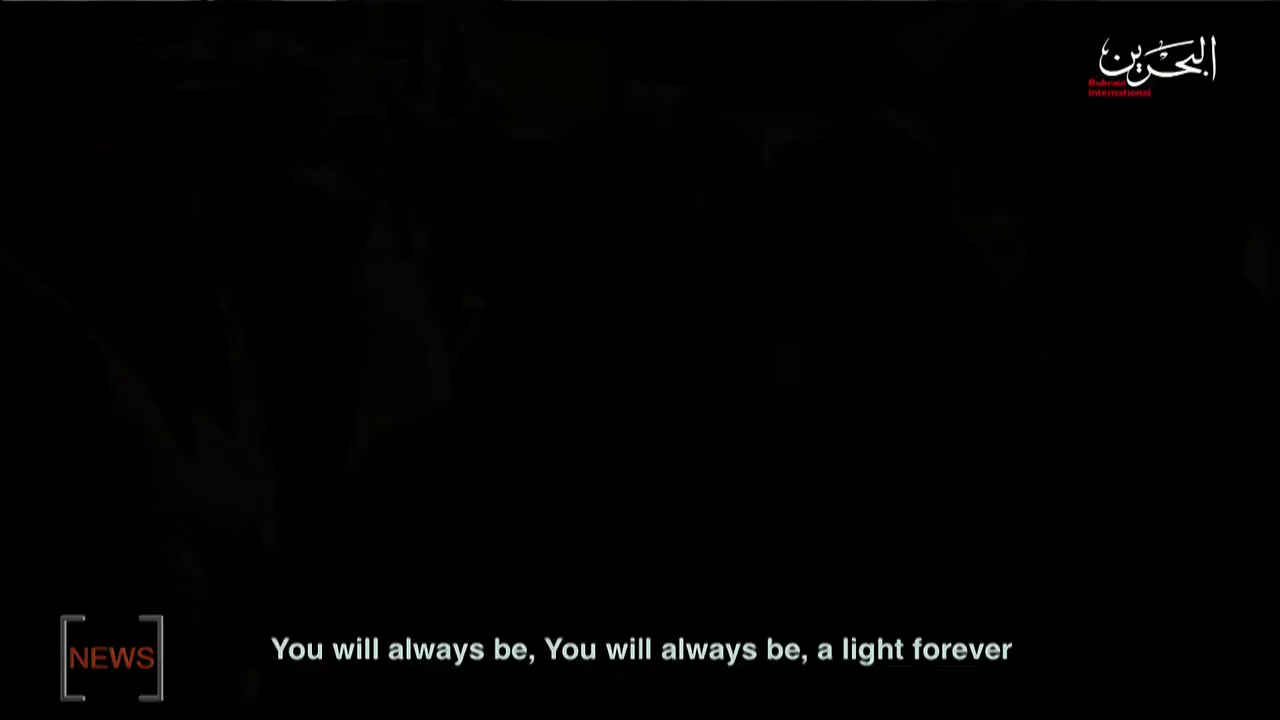 البحرين
Bahrain
International
NEWS
You will always be, You will always be, a light forever